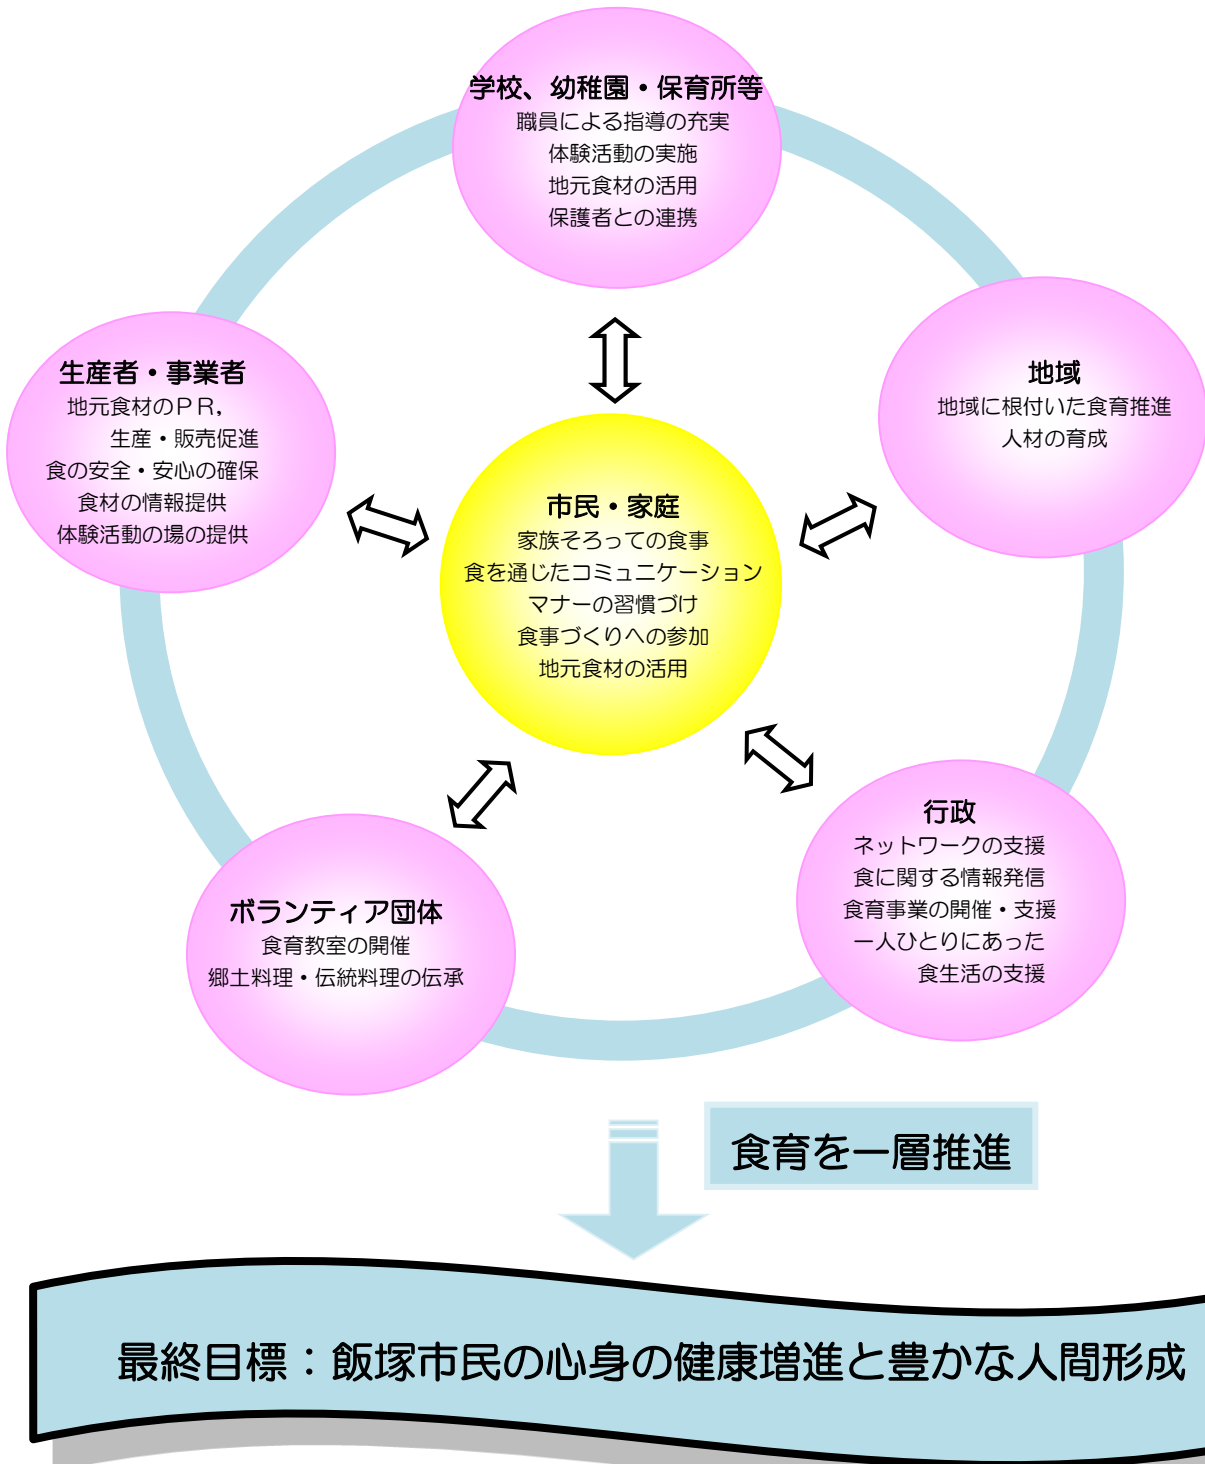 学校、幼稚園・保育所等
職員による指導の充実
体験活動の実施
地元食材の活用
保護者との連携
生産者・事業者
地元食材のＰＲ，
生産・販売促進
食の安全・安心の確保
食材の情報提供
体験活動の場の提供
地域
地域に根付いた食育推進
人材の育成
市民・家庭
家族そろっての食事
食を通じたコミュニケーション
マナーの習慣づけ
食事づくりへの参加
地元食材の活用
ボランティア団体
食育教室の開催
郷土料理・伝統料理の伝承
行政
ネットワークの支援
食に関する情報発信
食育事業の開催・支援
一人ひとりにあった
食生活の支援
食育を一層推進
最終目標：飯塚市民の心身の健康増進と豊かな人間形成